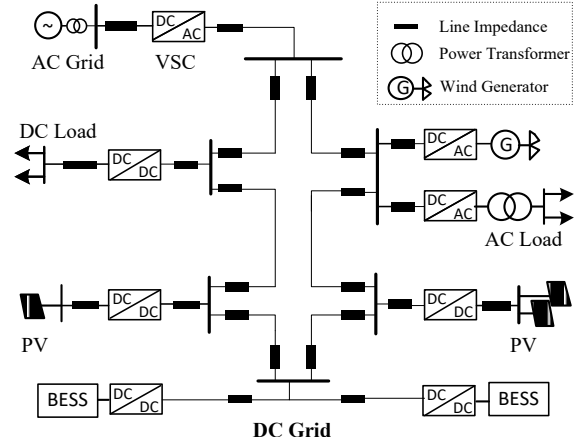 ~
DC
AC
AC Grid
VSC
Line Impedance
Power Transformer
G
Wind Generator
DC Load
DC
DC
DC
AC
G
DC
AC
AC Load
DC
DC
PV
DC
DC
PV
BESS
DC
DC
DC
DC
BESS
DC Grid